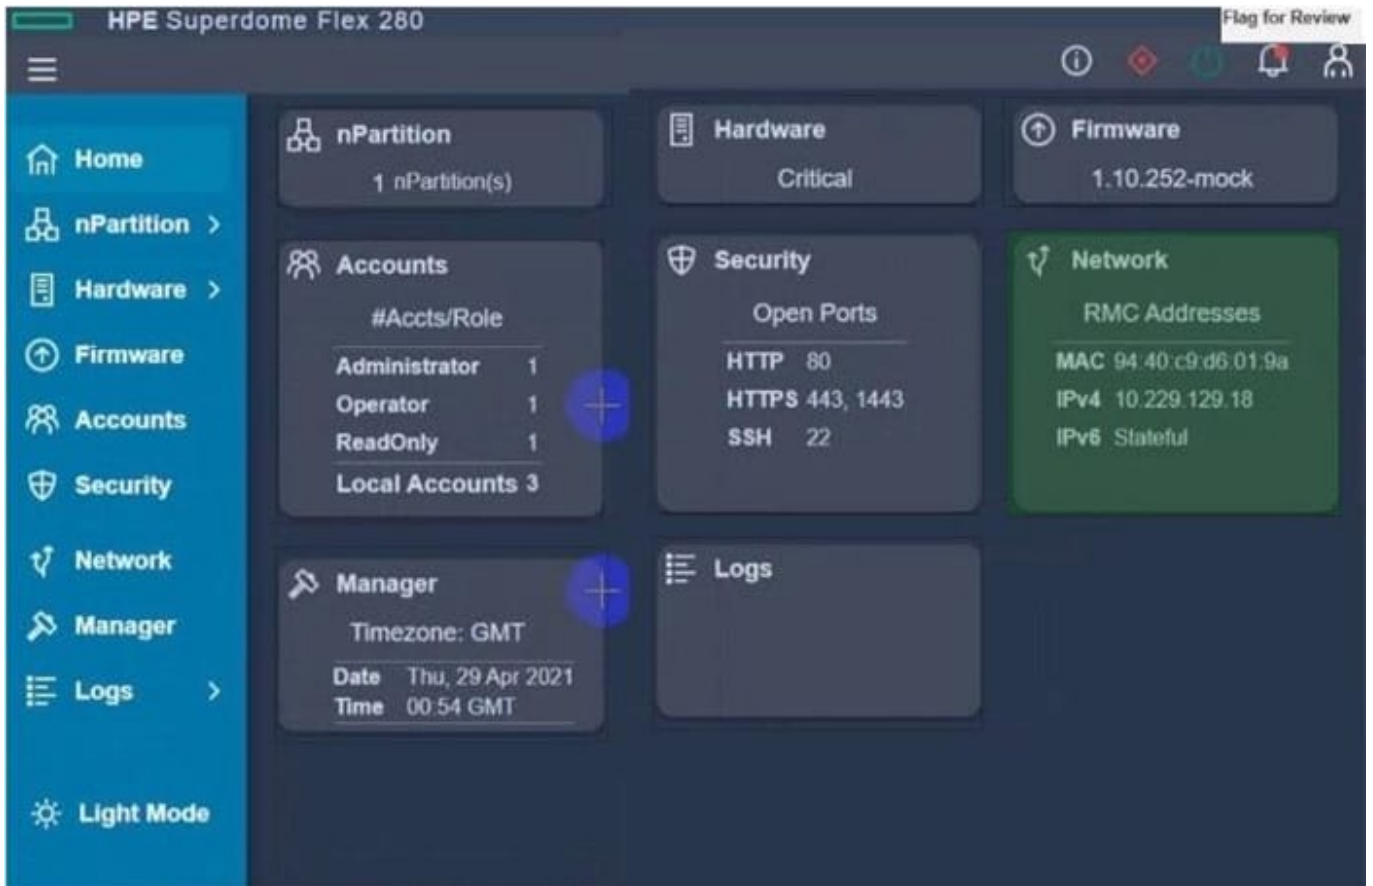 HPE Superdome Flex 280
Flag for Review
Home
nPartition
Hardware
Firmware
Accounts
Security
Network
Manager
Logs
Light Mode
nPartition
1 nPartition(s)
Hardware
Critical
Firmware
1.10.252-mock
Accounts
#Accts/Role
Administrator 1
Operator 1
ReadOnly 1
Local Accounts 3
Security
Open Ports
HTTP 80
HTTPS 443, 1443
SSH 22
Network
RMC Addresses
MAC 94:40:c9:d6:01:9a
IPv4 10.229.129.18
IPv6 Stateful
Manager
Timezone: GMT
Date Thu, 29 Apr 2021
Time 00:54 GMT
Logs